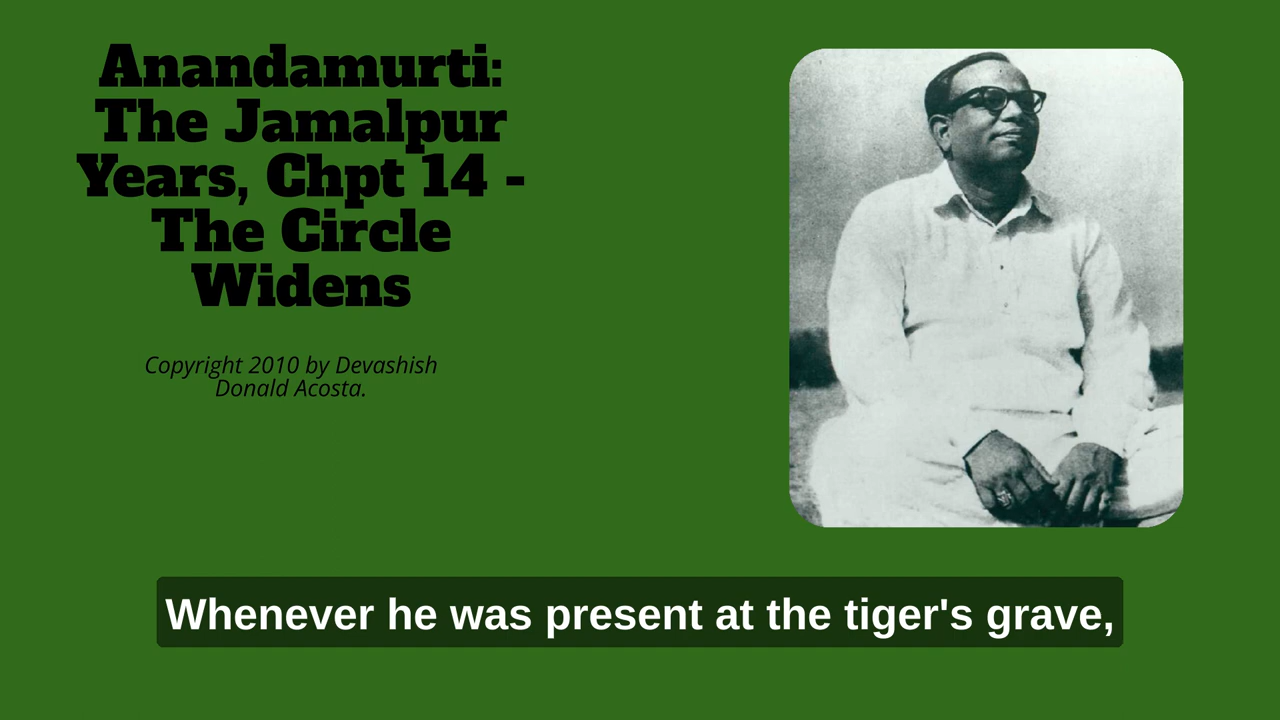 Anandamurti:
The Jamalpur
Years, Chpt 14 -
The Circle
Widens
Copyright 2010 by Devashish
Donald Acosta.
Whenever he was present at the tiger's grave,